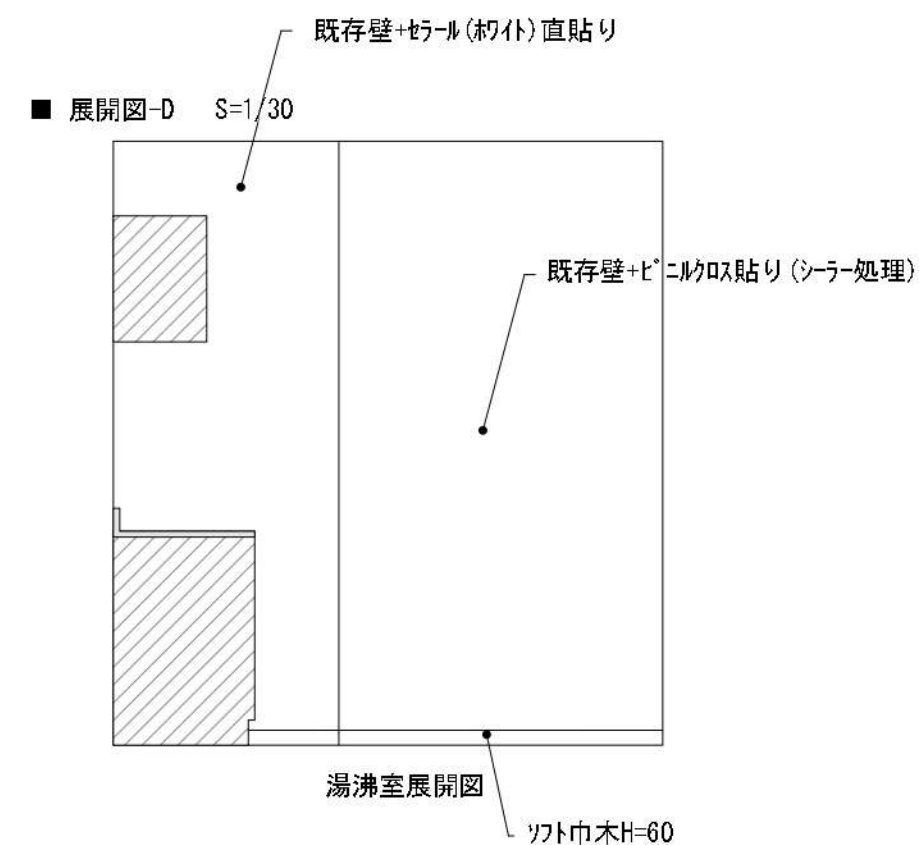 既存壁+ｾﾗｰﾙ(ﾎﾜｲﾄ)直貼り
■ 展開図-D S=1/30
既存壁+ﾋﾞﾆﾙｸﾛｽ貼り(ｼｰﾗｰ処理)
湯沸室展開図
ｿﾌﾄ巾木H=60